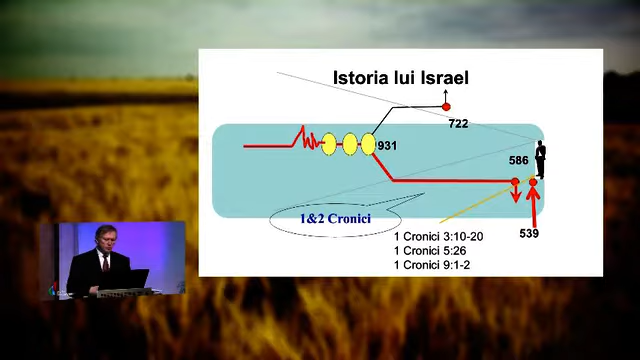 Istoria lui Israel
722
931
586
1&2 Cronici
539
1 Cronici 3:10-20
1 Cronici 5:26
1 Cronici 9:1-2